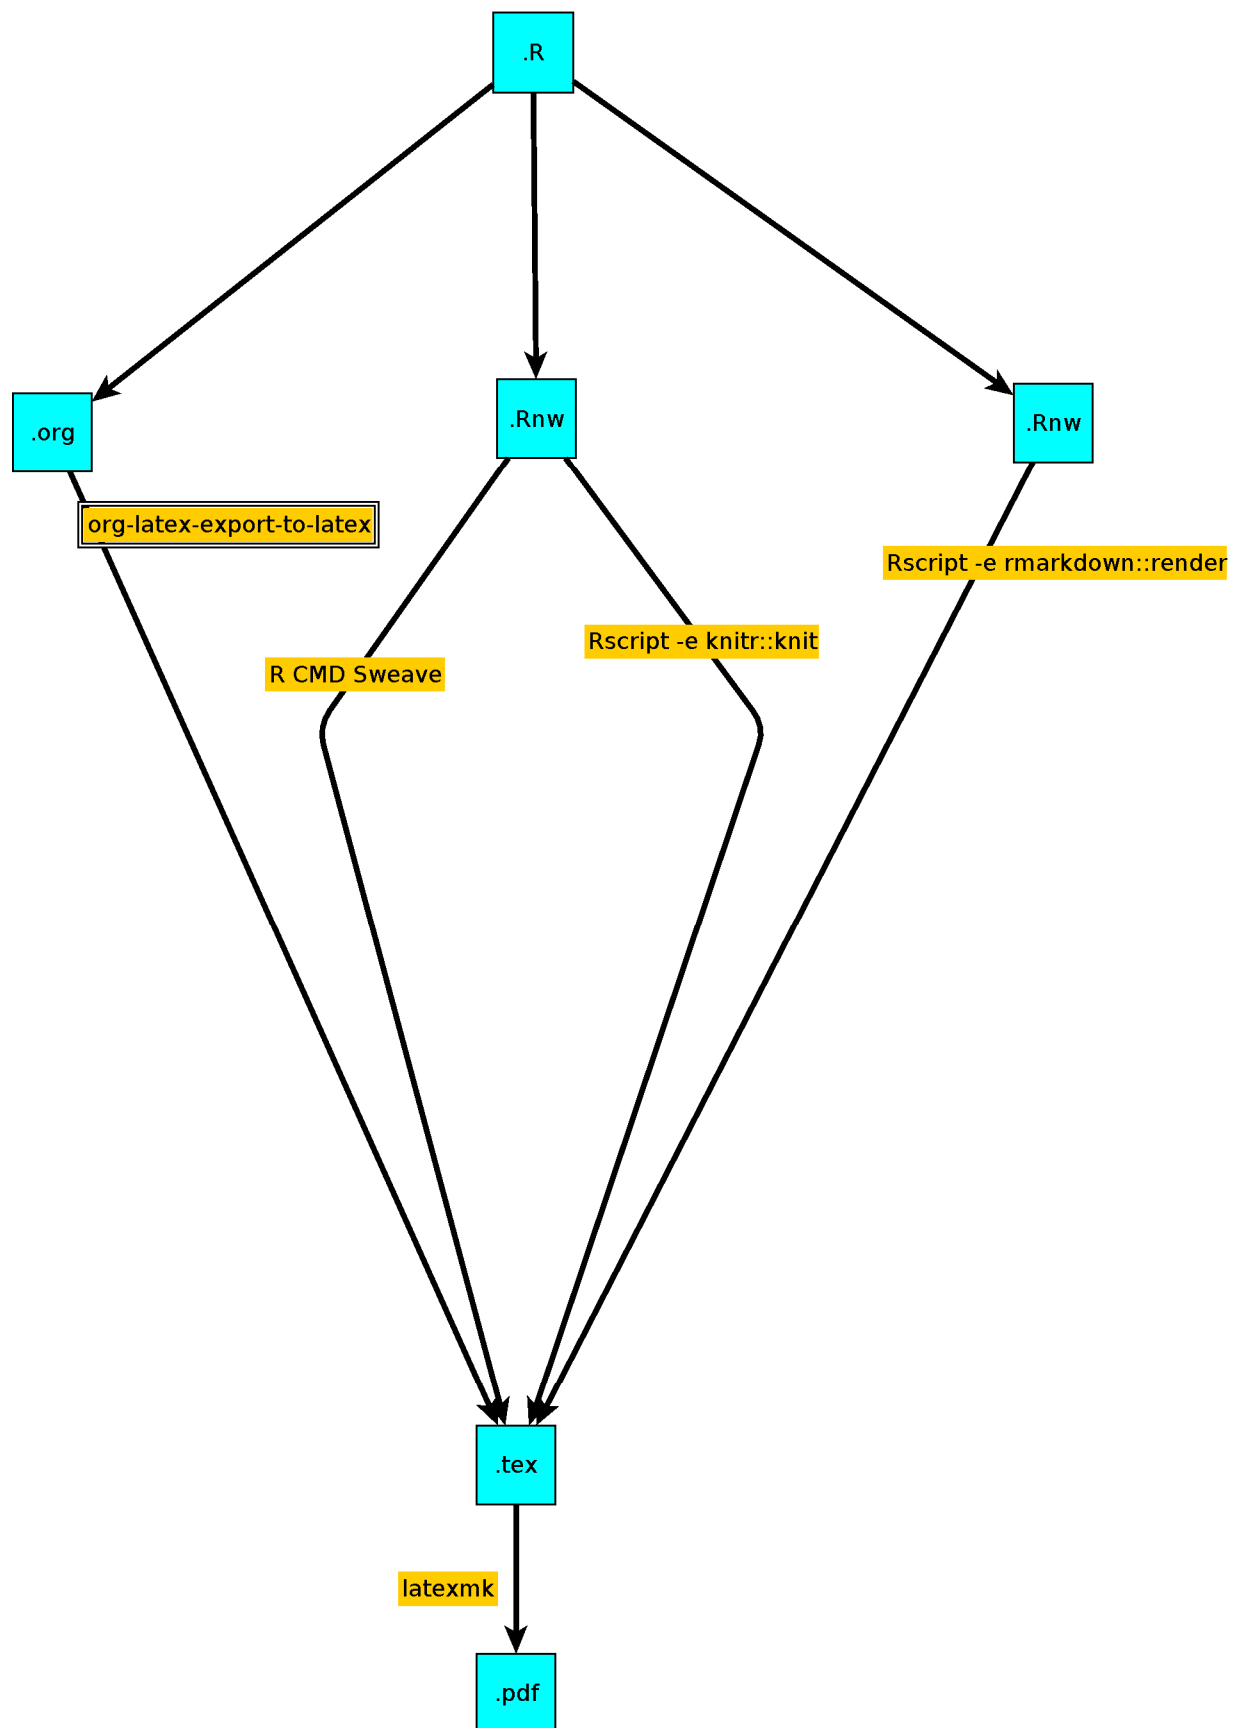 .R
.org
.Rnw
.Rnw
org-latex-export-to-latex
Rscript -e rmarkdown::render
Rscript -e knitr::knit
R CMD Sweave
.tex
latexmk
.pdf